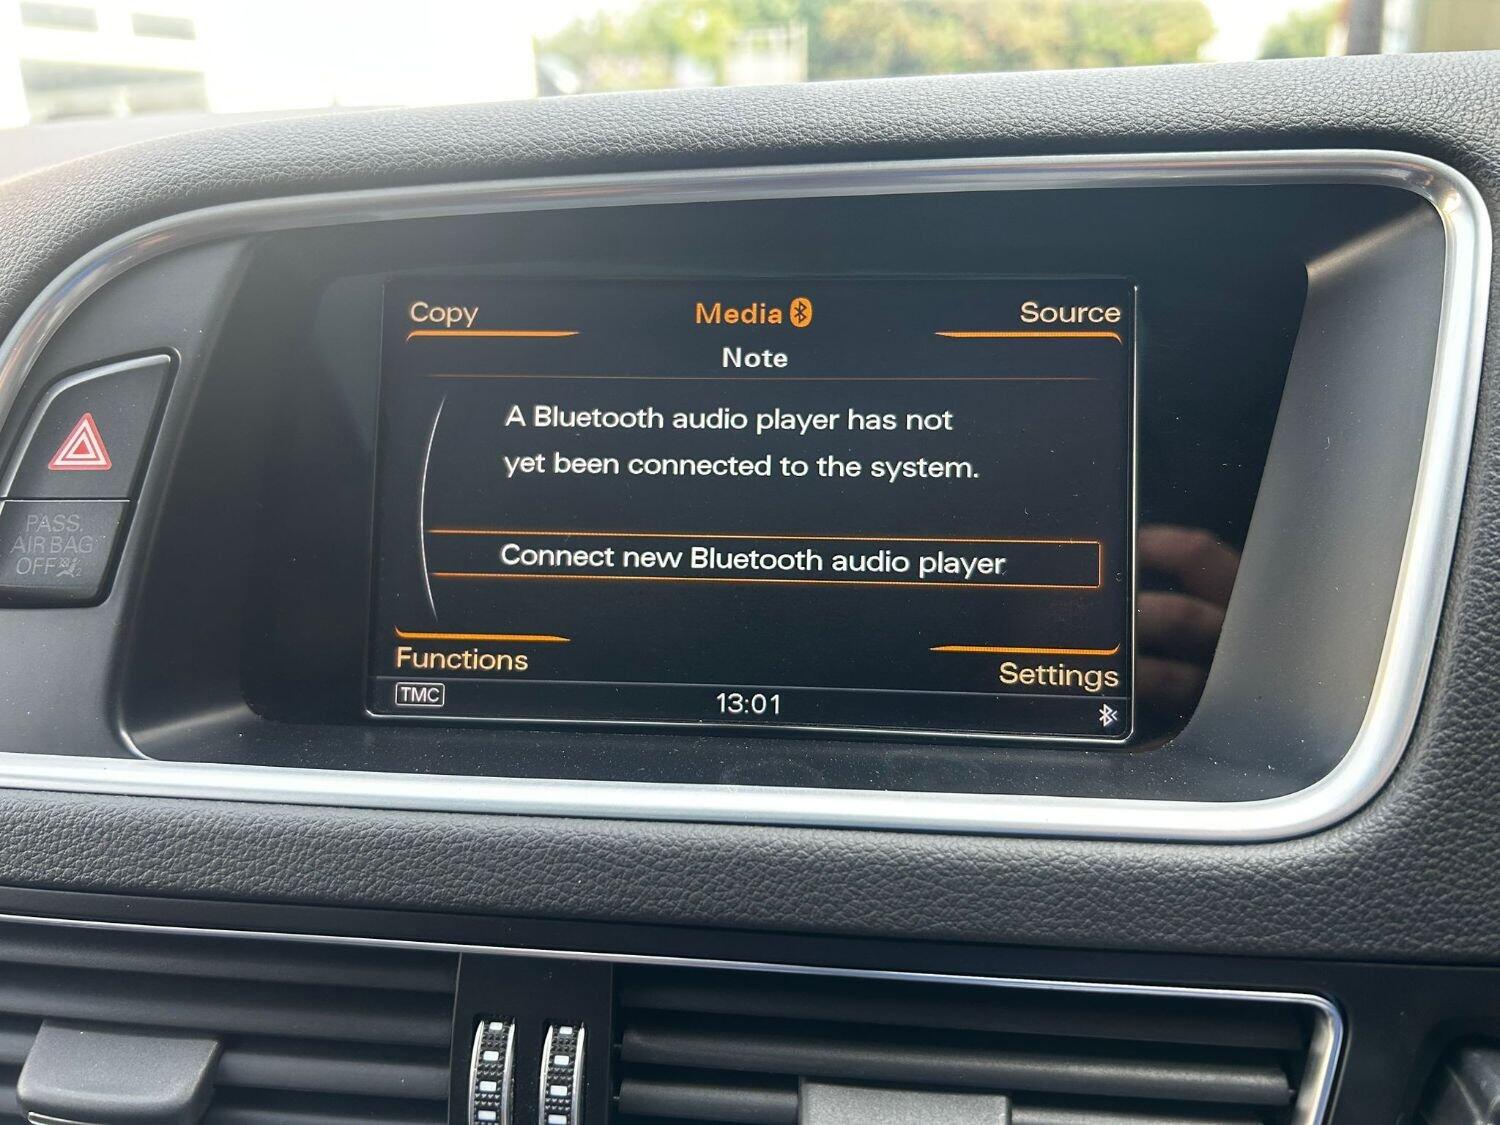 Copy
Media
Source
Note
A Bluetooth audio player has not
yet been connected to the system.
Connect new Bluetooth audio player
Functions
Settings
TMC
13:01
PASS.
AIR BAG
OFF